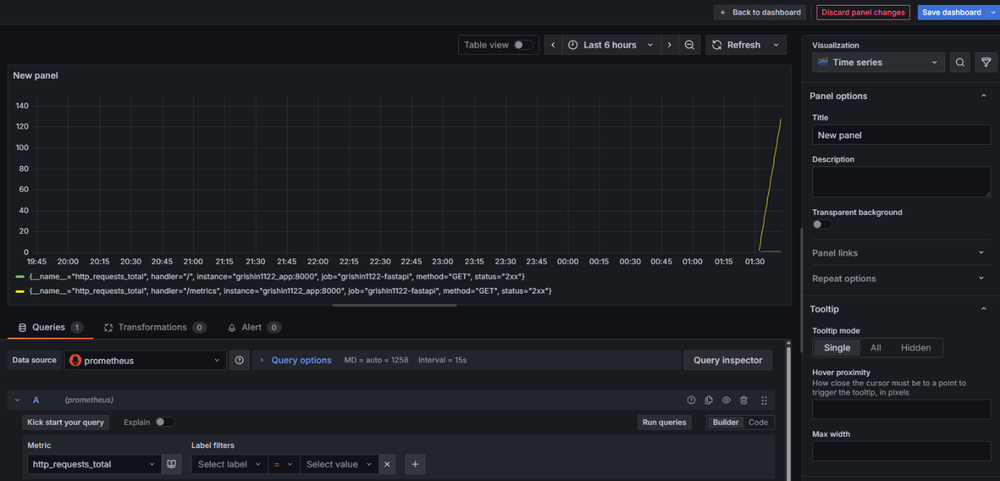 Back to dashboard
Discard panel changes
Save dashboard
Table view
Last 6 hours
Refresh
New panel
140
120
100
80
60
40
20
0
19:45 20:00 20:15 20:30 20:45 21:00 21:15 21:30 21:45 22:00 22:15 22:30 22:45 23:00 23:15 23:30 23:45 00:00 00:15 00:30 00:45 01:00 01:15 01:30
{__name__="http_requests_total", handler="/", instance="grishin1122_app:8000", job="grishin1122-fastapi", method="GET", status="2xx"}
{__name__="http_requests_total", handler="/metrics", instance="grishin1122_app:8000", job="grishin1122-fastapi", method="GET", status="2xx"}
Queries 1
Transformations 0
Alert 0
Data source
prometheus
Query options
MD = auto = 1258
Interval = 15s
Query inspector
A
(prometheus)
Kick start your query
Explain
Run queries
Builder
Code
Metric
Label filters
http_requests_total
Select label
=
Select value
Visualization
Time series
Panel options
Title
New panel
Description
Transparent background
Panel links
Repeat options
Tooltip
Tooltip mode
Single
All
Hidden
Hover proximity
How close the cursor must be to a point to
trigger the tooltip, in pixels
Max width